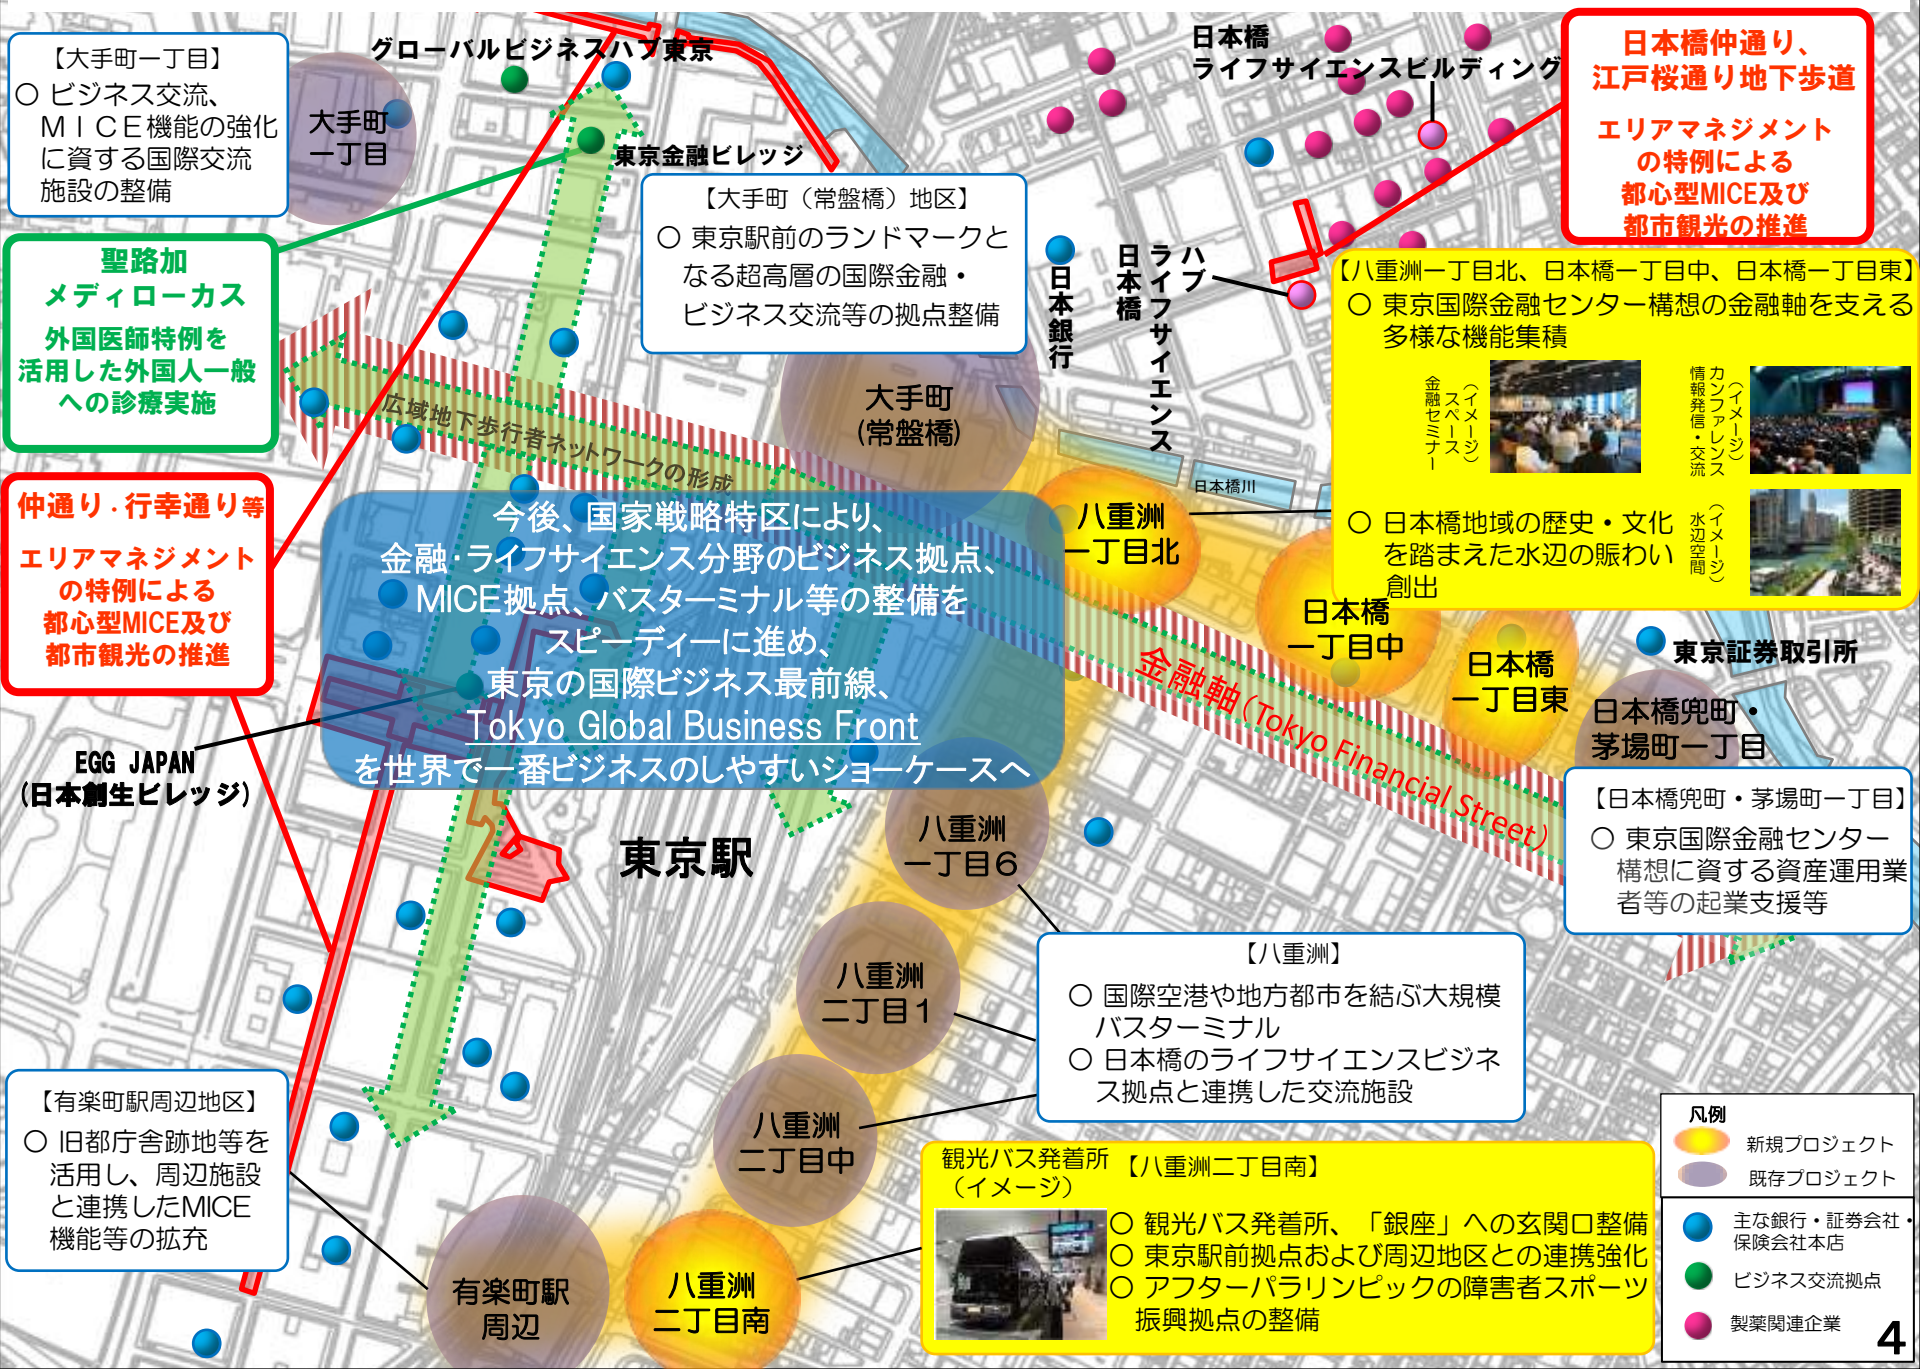 【大手町一丁目】
○ ビジネス交流、
ＭＩＣＥ機能の強化
に資する国際交流
施設の整備
大手町
一丁目
グローバルビジネスハブ東京
東京金融ビレッジ
【大手町（常盤橋）地区】
○ 東京駅前のランドマークと
なる超高層の国際金融・
ビジネス交流等の拠点整備
大手町
(常盤橋)
日本橋
ライフサイエンスビルディング
日本橋仲通り、
江戸桜通り地下歩道
エリアマネジメント
の特例による
都心型MICE及び
都市観光の推進
日本銀行
日本橋
ライフサイエンス
ハブ
聖路加
メディローカス
外国医師特例を
活用した外国人一般
への診療実施
広域地下歩行者ネットワークの形成
仲通り・行幸通り等
エリアマネジメント
の特例による
都心型MICE及び
都市観光の推進
【八重洲一丁目北、日本橋一丁目中、日本橋一丁目東】
○ 東京国際金融センター構想の金融軸を支える
多様な機能集積
金融セミナー
スペース
（イメージ）
情報発信・交流
カンファレンス
（イメージ）
○ 日本橋地域の歴史・文化
を踏まえた水辺の賑わい
創出
水辺空間
（イメージ）
日本橋川
八重洲
一丁目北
日本橋
一丁目中
日本橋
一丁目東
東京証券取引所
日本橋兜町・
茅場町一丁目
今後、国家戦略特区により、
金融・ライフサイエンス分野のビジネス拠点、
MICE拠点、バスターミナル等の整備を
スピーディーに進め、
東京の国際ビジネス最前線、
Tokyo Global Business Front
を世界で一番ビジネスのしやすいショーケースへ
金融軸(Tokyo Financial Street)
EGG JAPAN
(日本創生ビレッジ)
東京駅
【日本橋兜町・茅場町一丁目】
○ 東京国際金融センター
構想に資する資産運用業
者等の起業支援等
八重洲
一丁目６
八重洲
二丁目１
八重洲
二丁目中
【八重洲】
○ 国際空港や地方都市を結ぶ大規模
バスターミナル
○ 日本橋のライフサイエンスビジネ
ス拠点と連携した交流施設
【有楽町駅周辺地区】
○ 旧都庁舎跡地等を
活用し、周辺施設
と連携したMICE
機能等の拡充
有楽町駅
周辺
八重洲
二丁目南
観光バス発着所
（イメージ）
【八重洲二丁目南】
○ 観光バス発着所、「銀座」への玄関口整備
○ 東京駅前拠点および周辺地区との連携強化
○ アフターパラリンピックの障害者スポーツ
振興拠点の整備
凡例
新規プロジェクト
既存プロジェクト
主な銀行・証券会社・
保険会社本店
ビジネス交流拠点
製薬関連企業
4